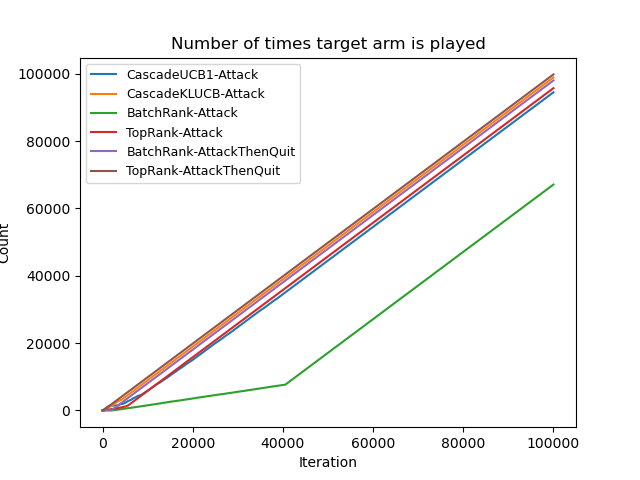 Number of times target arm is played
100000
80000
60000
40000
20000
0
Count
CascadeUCB1-Attack
CascadeKLUCB-Attack
BatchRank-Attack
TopRank-Attack
BatchRank-AttackThenQuit
TopRank-AttackThenQuit
0 20000 40000 60000 80000 100000
Iteration